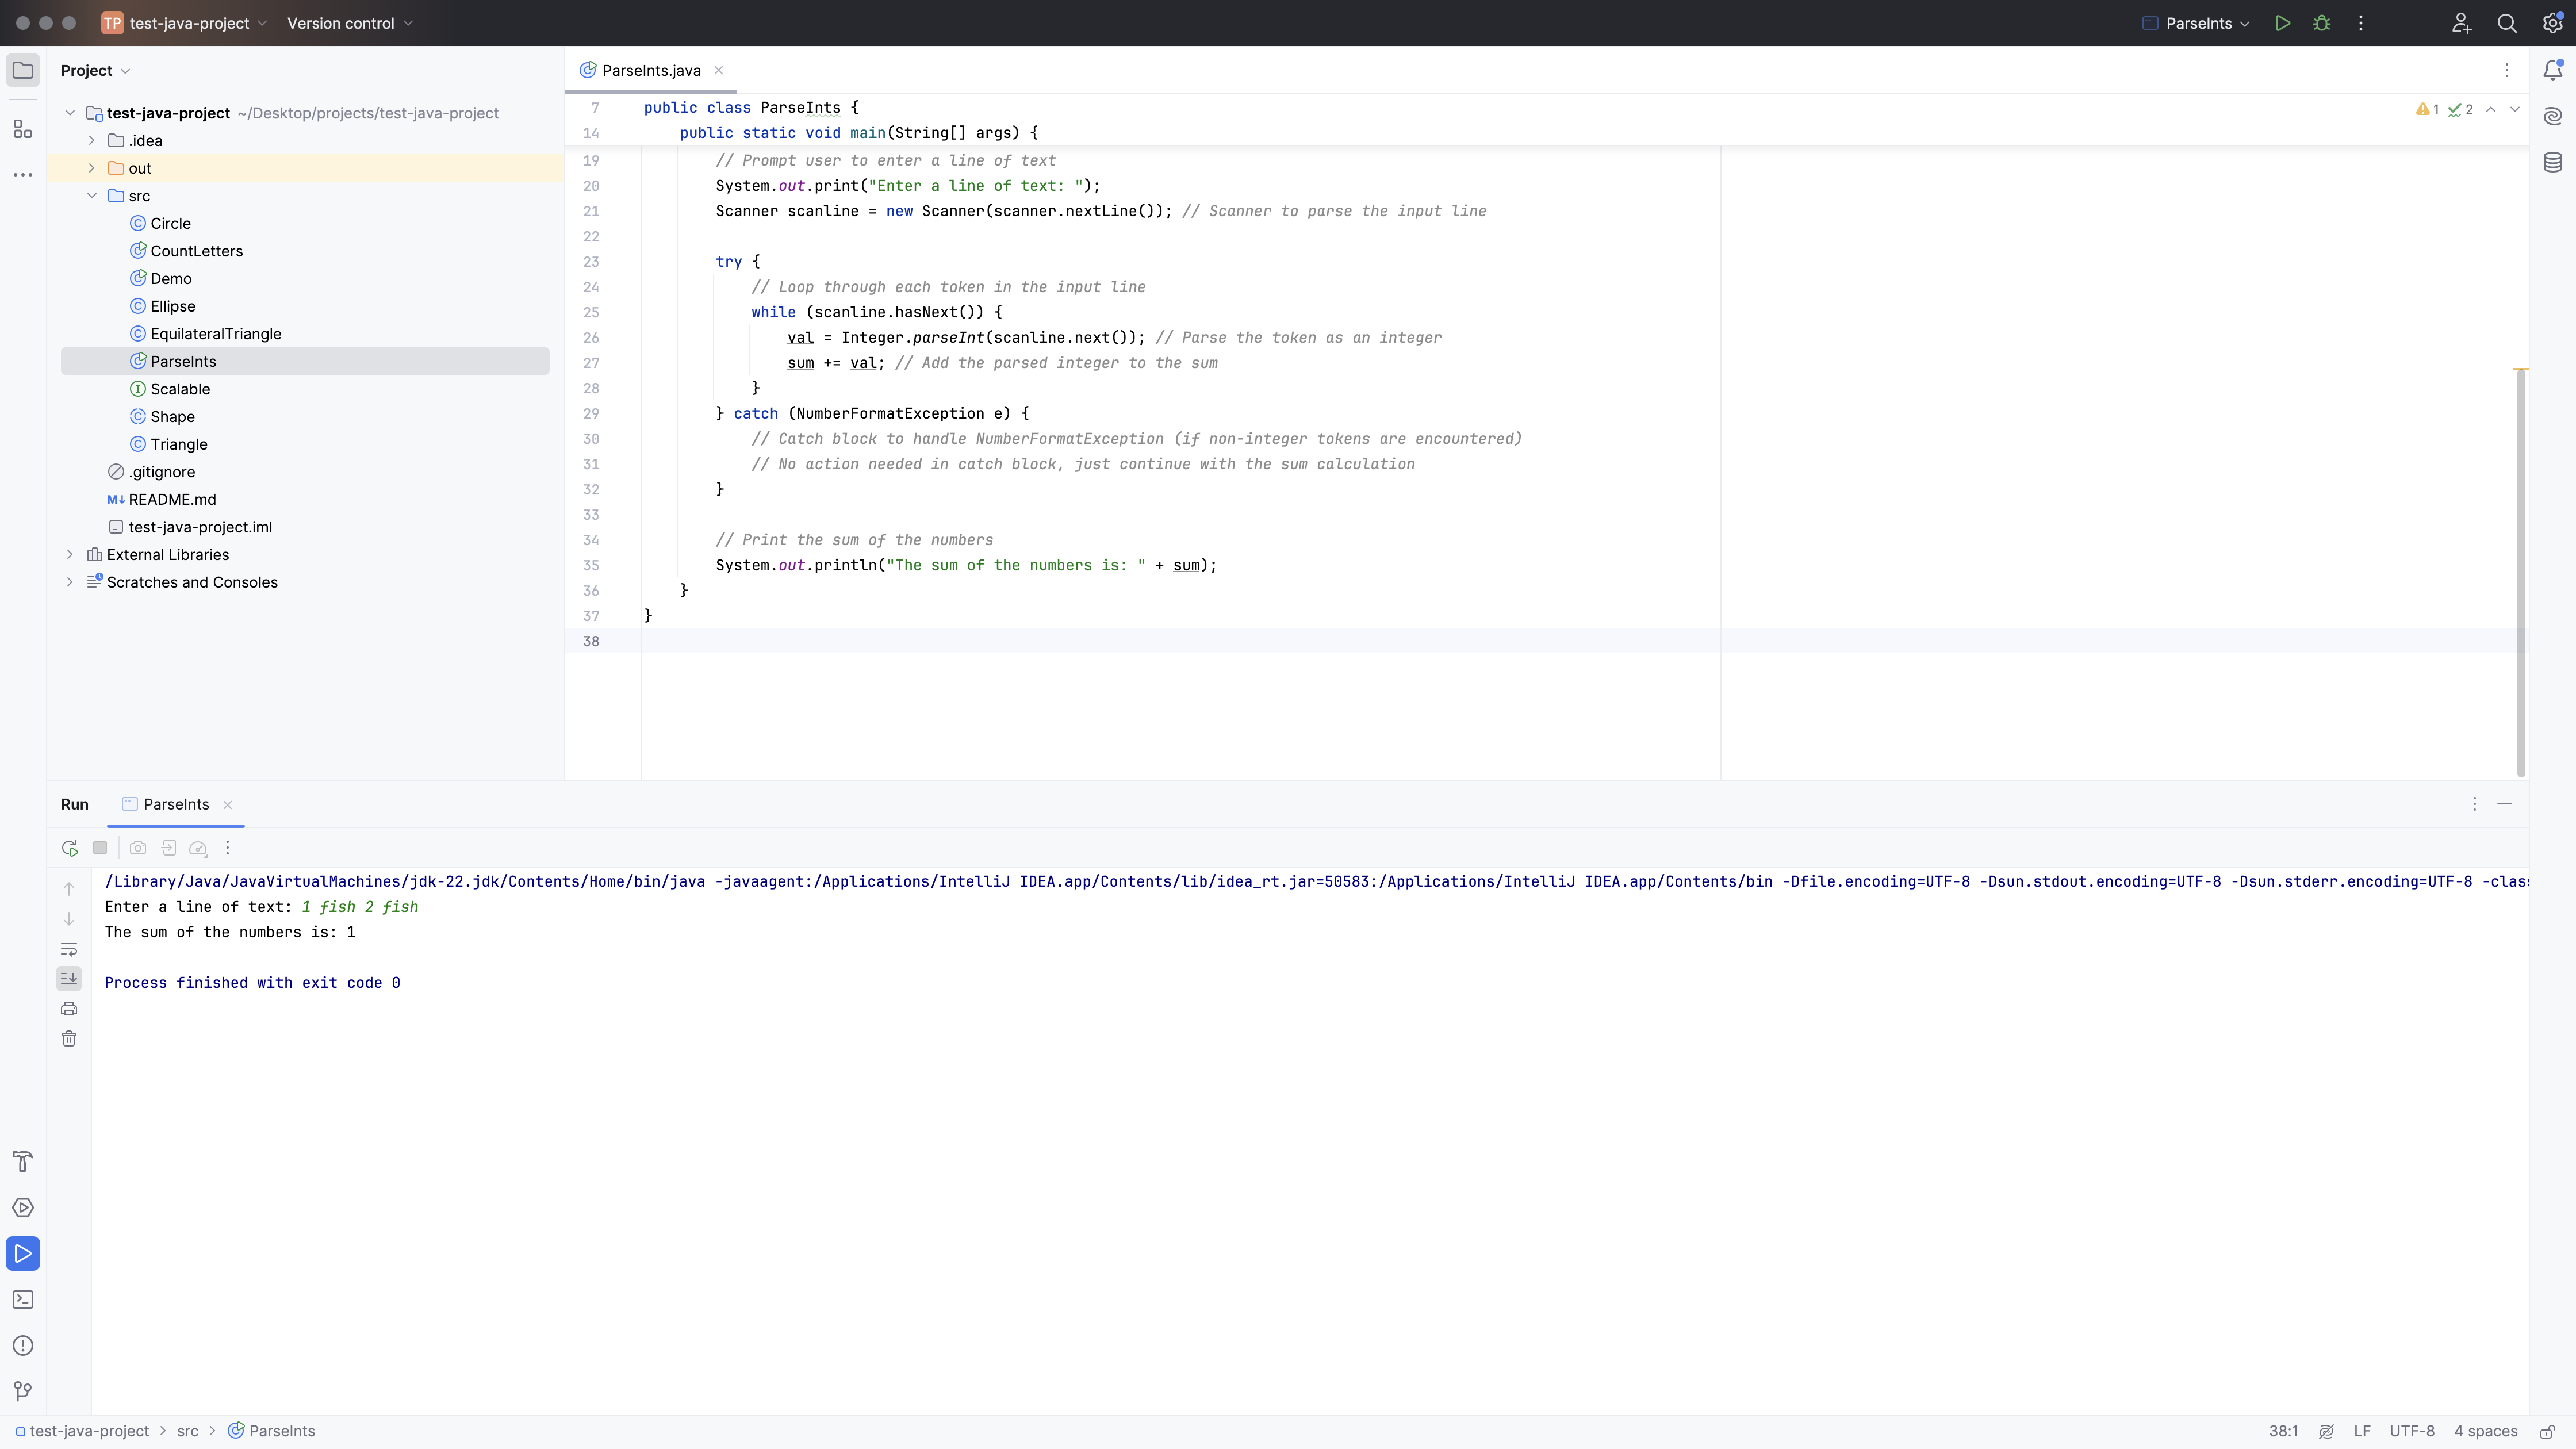 TP test-java-project Version control ParseInts
Project
test-java-project ~/Desktop/projects/test-java-project
.idea
out
src
Circle
CountLetters
Demo
Ellipse
EquilateralTriangle
ParseInts
Scalable
Shape
Triangle
.gitignore
M↓ README.md
test-java-project.iml
External Libraries
Scratches and Consoles
ParseInts.java
1 2
7 public class ParseInts {
14 public static void main(String[] args) {
19 // Prompt user to enter a line of text
20 System.out.print("Enter a line of text: ");
21 Scanner scanline = new Scanner(scanner.nextLine()); // Scanner to parse the input line
22
23 try {
24 // Loop through each token in the input line
25 while (scanline.hasNext()) {
26 val = Integer.parseInt(scanline.next()); // Parse the token as an integer
27 sum += val; // Add the parsed integer to the sum
28 }
29 } catch (NumberFormatException e) {
30 // Catch block to handle NumberFormatException (if non-integer tokens are encountered)
31 // No action needed in catch block, just continue with the sum calculation
32 }
33
34 // Print the sum of the numbers
35 System.out.println("The sum of the numbers is: " + sum);
36 }
37 }
38
Run ParseInts
/Library/Java/JavaVirtualMachines/jdk-22.jdk/Contents/Home/bin/java -javaagent:/Applications/IntelliJ IDEA.app/Contents/lib/idea_rt.jar=50583:/Applications/IntelliJ IDEA.app/Contents/bin -Dfile.encoding=UTF-8 -Dsun.stdout.encoding=UTF-8 -Dsun.stderr.encoding=UTF-8 -clas
Enter a line of text: 1 fish 2 fish
The sum of the numbers is: 1
Process finished with exit code 0
test-java-project > src > ParseInts
38:1 LF UTF-8 4 spaces